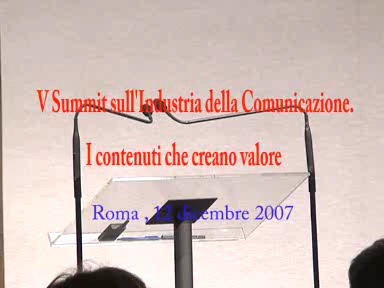 V Summit sull'Industria della Comunicazione.
I contenuti che creano valore
Roma , 12 dicembre 2007